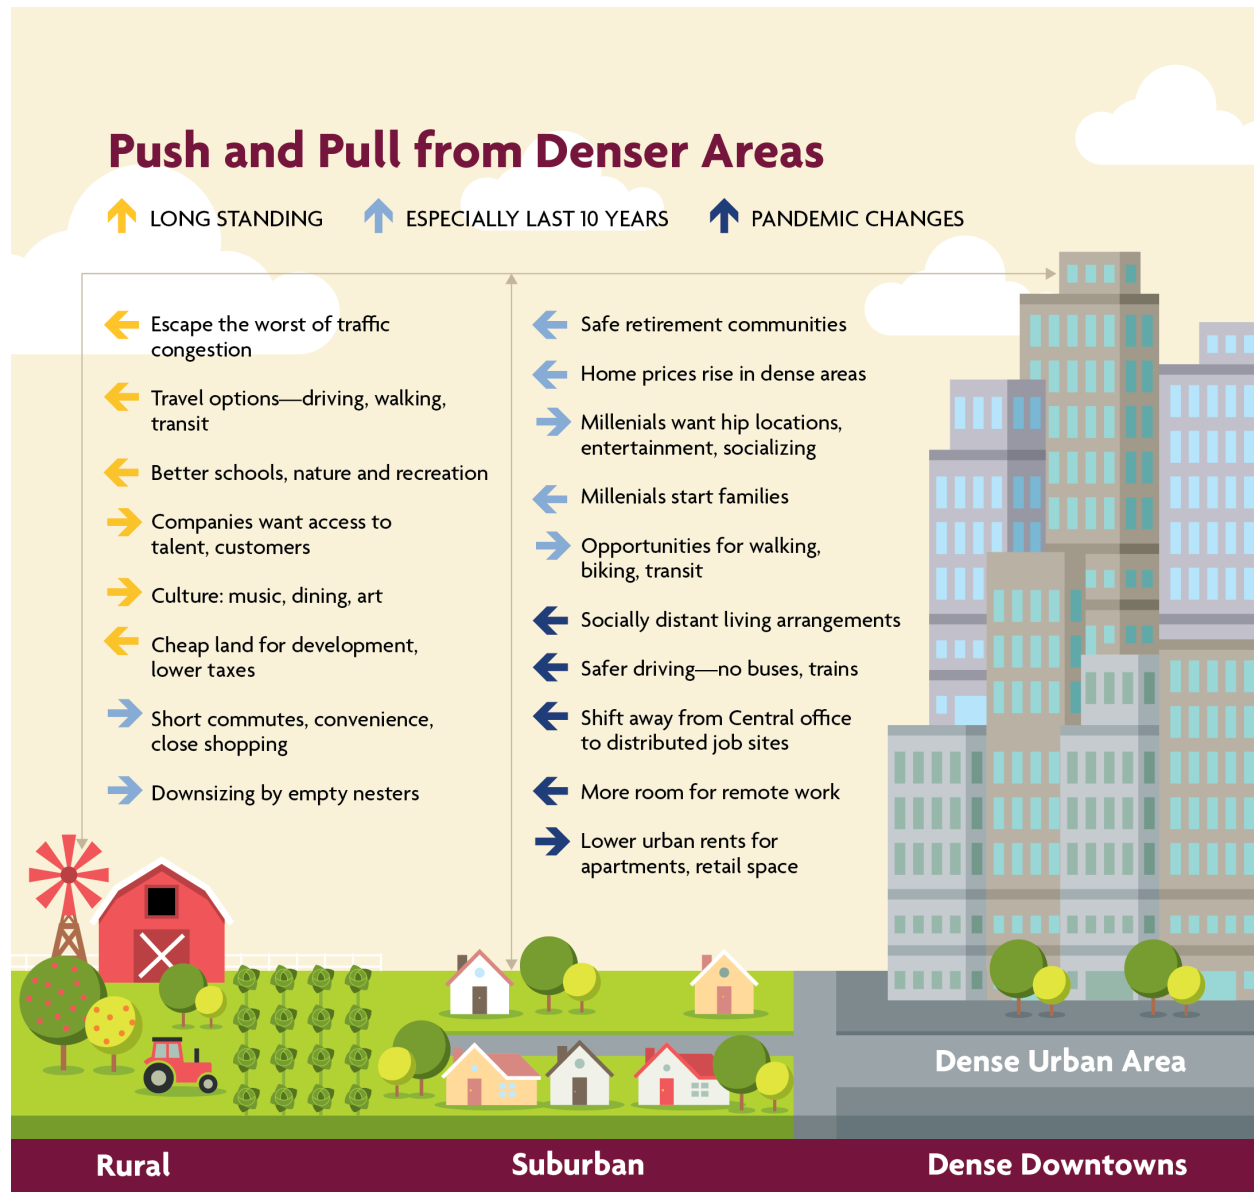 Push and Pull from Denser Areas
LONG STANDING
ESPECIALLY LAST 10 YEARS
PANDEMIC CHANGES
Escape the worst of traffic
congestion
Travel options—driving, walking,
transit
Better schools, nature and recreation
Companies want access to
talent, customers
Culture: music, dining, art
Cheap land for development,
lower taxes
Short commutes, convenience,
close shopping
Downsizing by empty nesters
Safe retirement communities
Home prices rise in dense areas
Millenials want hip locations,
entertainment, socializing
Millenials start families
Opportunities for walking,
biking, transit
Socially distant living arrangements
Safer driving—no buses, trains
Shift away from Central office
to distributed job sites
More room for remote work
Lower urban rents for
apartments, retail space
Dense Urban Area
Rural
Suburban
Dense Downtowns